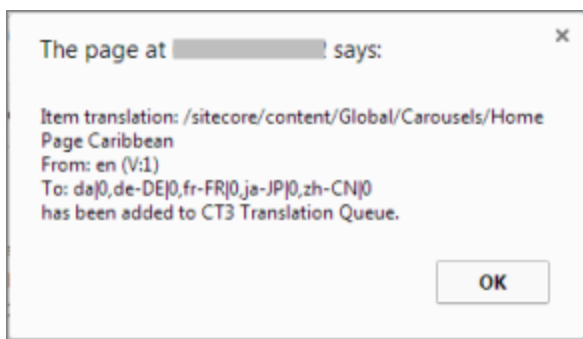 The page at says:
Item translation: /sitecore/content/Global/Carousels/Home
Page Caribbean
From: en (V:1)
To: da|0,de-DE|0,fr-FR|0,ja-JP|0,zh-CN|0
has been added to CT3 Translation Queue.
OK